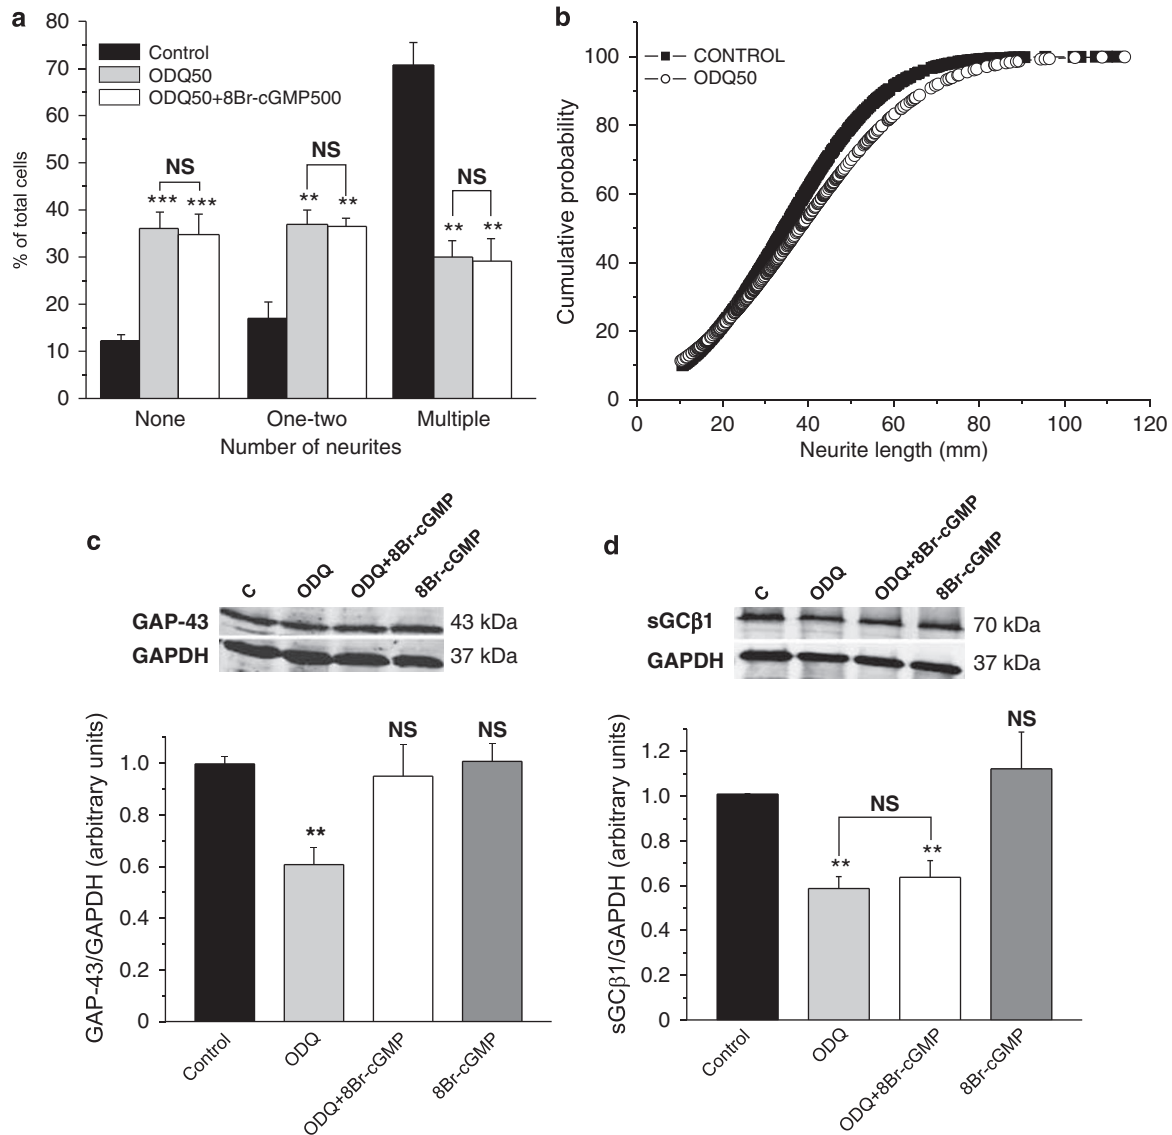 a
80
70
60
50
40
30
20
10
0
% of total cells
Control
ODQ50
ODQ50+8Br-cGMP500
NS
*** ***
NS
** **
NS
** **
None One-two Multiple
Number of neurites
b
100
80
60
40
20
0
Cumulative probability
CONTROL
ODQ50
0 20 40 60 80 100 120
Neurite length (mm)
c
C ODQ ODQ+8Br-cGMP 8Br-cGMP
GAP-43 43 kDa
GAPDH 37 kDa
GAP-43/GAPDH (arbitrary units)
1.0
0.8
0.6
0.4
0.2
0
**
NS
NS
Control ODQ ODQ+8Br-cGMP 8Br-cGMP
d
C ODQ ODQ+8Br-cGMP 8Br-cGMP
sGCβ1 70 kDa
GAPDH 37 kDa
sGCβ1/GAPDH (arbitrary units)
1.2
1.0
0.8
0.6
0.4
0.2
0
NS
** **
NS
Control ODQ ODQ+8Br-cGMP 8Br-cGMP